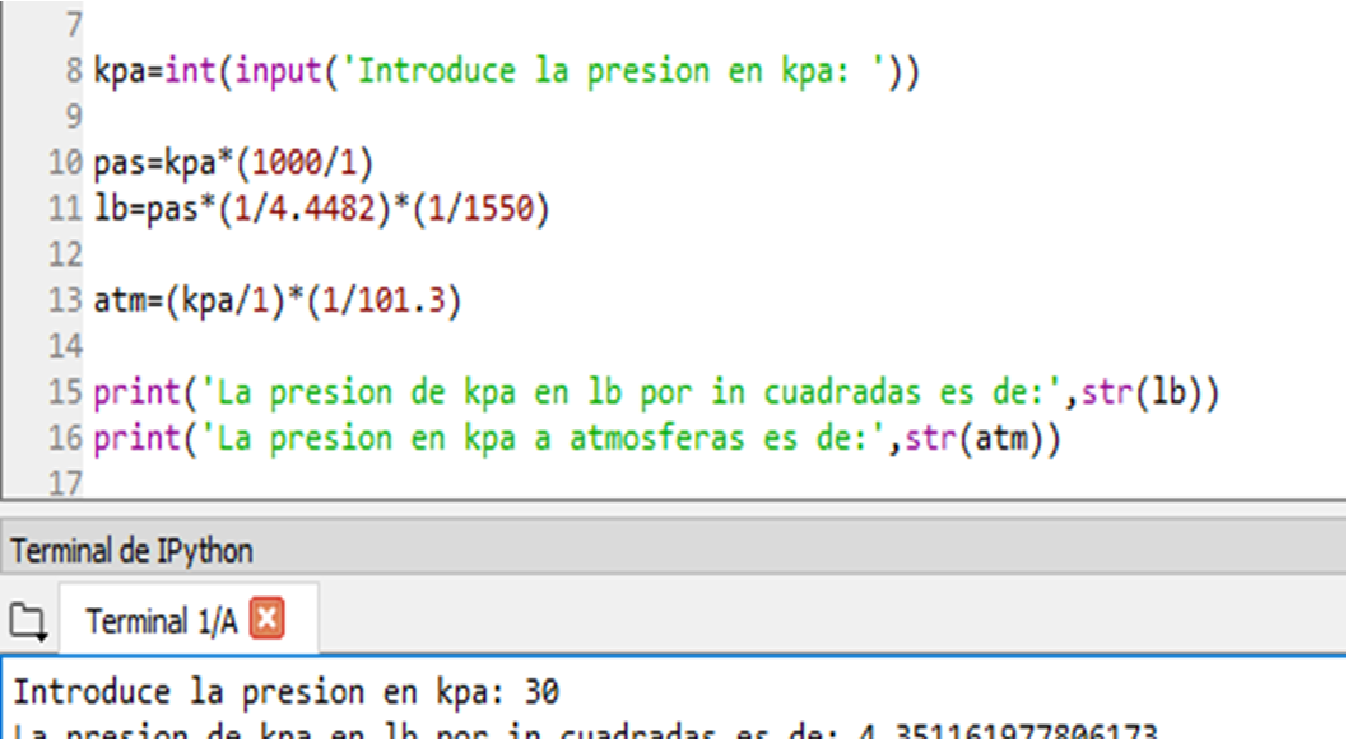 7
8 kpa=int(input('Introduce la presion en kpa: '))
9
10 pas=kpa*(1000/1)
11 lb=pas*(1/4.4482)*(1/1550)
12
13 atm=(kpa/1)*(1/101.3)
14
15 print('La presion de kpa en lb por in cuadradas es de:',str(lb))
16 print('La presion en kpa a atmosferas es de:',str(atm))
17
Terminal de IPython
Terminal 1/A
Introduce la presion en kpa: 30
La presion de kpa en lb por in cuadradas es de: 4.351161977806173